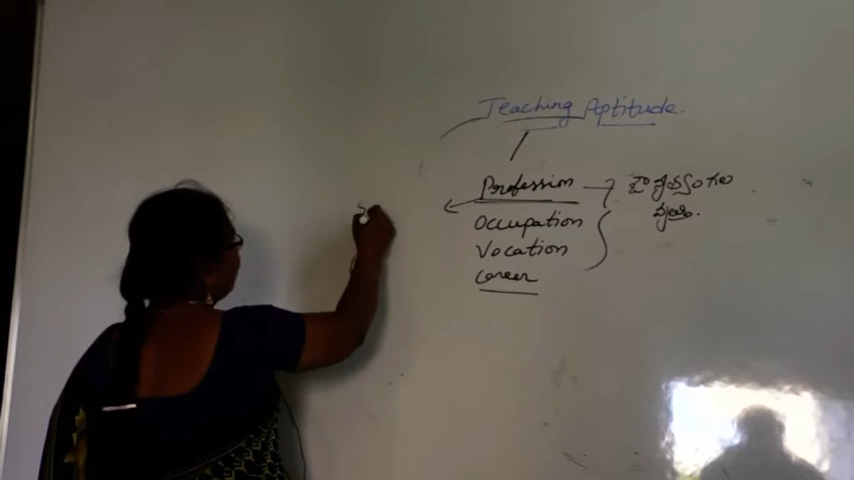 Teaching Aptitude.
Profession
Occupation
Vocation
Career